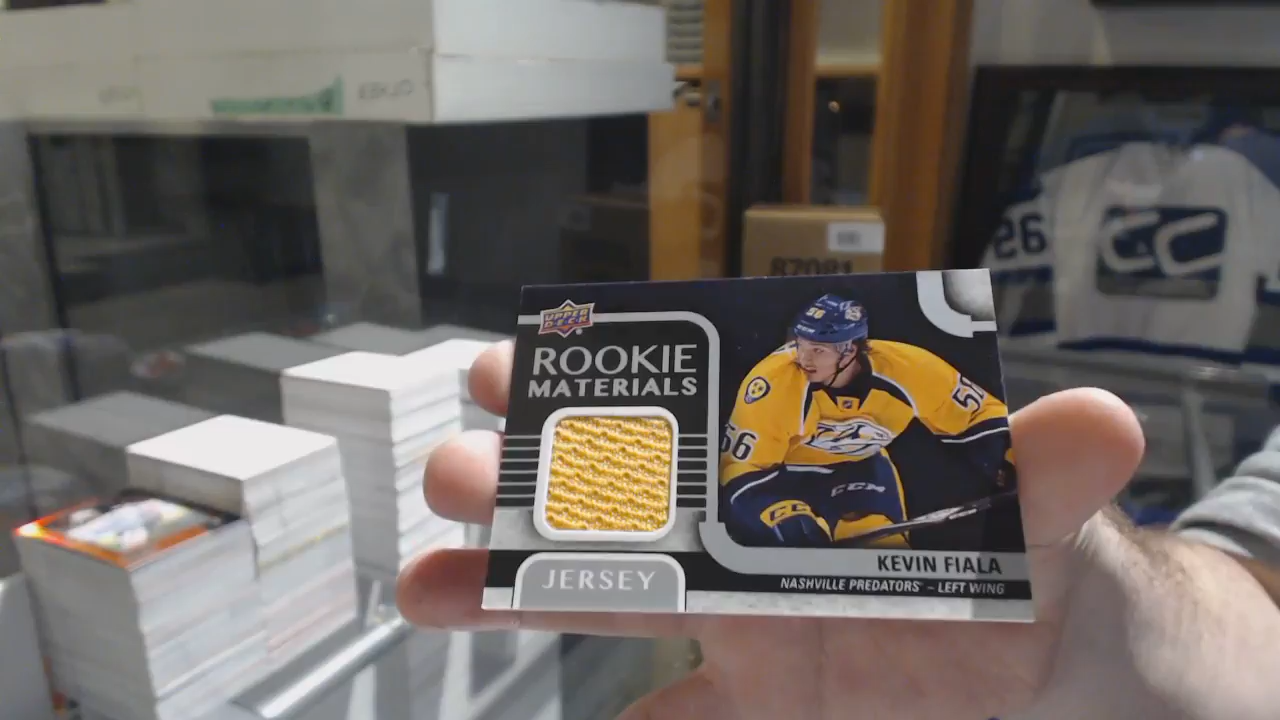 UPPER
DECK
ROOKIE
MATERIALS
JERSEY
56
56
CCM
KEVIN FIALA
NASHVILLE PREDATORS - LEFT WING
87081
26